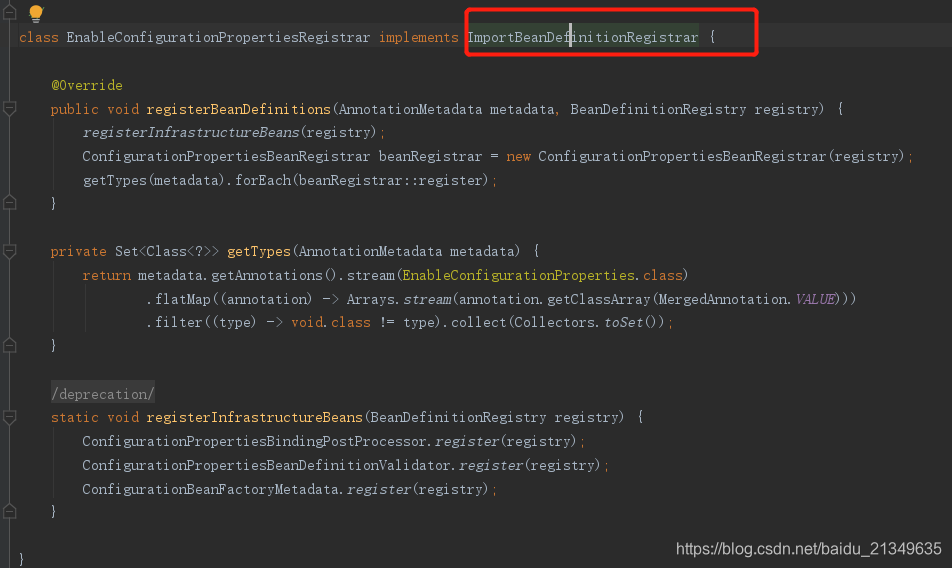 class EnableConfigurationPropertiesRegistrar implements ImportBeanDefinitionRegistrar {
@Override
public void registerBeanDefinitions(AnnotationMetadata metadata, BeanDefinitionRegistry registry) {
registerInfrastructureBeans(registry);
ConfigurationPropertiesBeanRegistrar beanRegistrar = new ConfigurationPropertiesBeanRegistrar(registry);
getTypes(metadata).forEach(beanRegistrar::register);
}
private Set<Class<?>> getTypes(AnnotationMetadata metadata) {
return metadata.getAnnotations().stream(EnableConfigurationProperties.class)
.flatMap((annotation) -> Arrays.stream(annotation.getClassArray(MergedAnnotation.VALUE)))
.filter((type) -> void.class != type).collect(Collectors.toSet());
}
/deprecation/
static void registerInfrastructureBeans(BeanDefinitionRegistry registry) {
ConfigurationPropertiesBindingPostProcessor.register(registry);
ConfigurationPropertiesBeanDefinitionValidator.register(registry);
ConfigurationBeanFactoryMetadata.register(registry);
}
}
https://blog.csdn.net/baidu_21349635